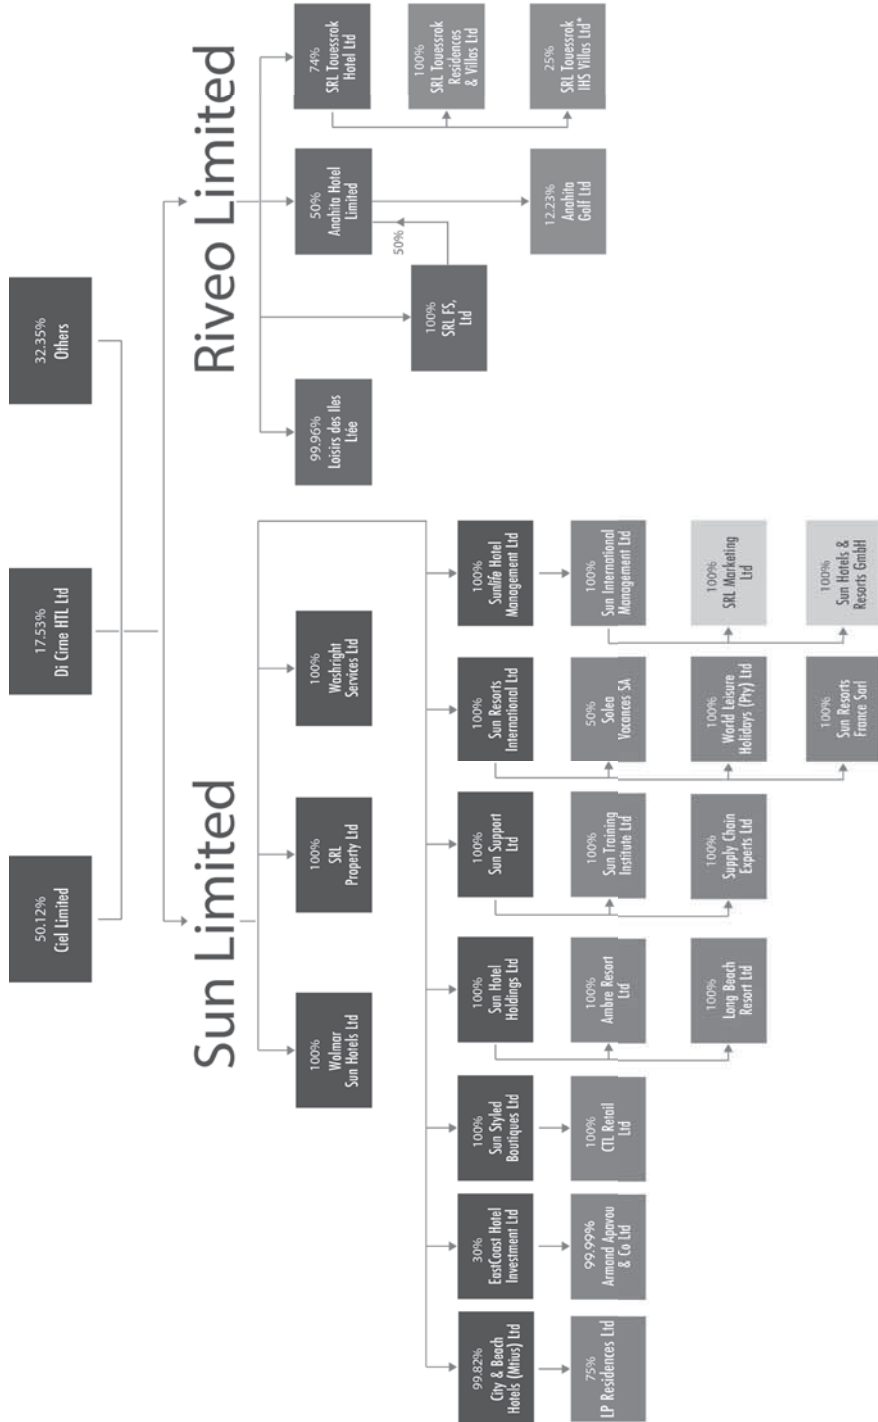 50.12%
Ciel Limited
17.53%
Di Cirne HTL Ltd
32.35%
Others
Sun Limited
Riveo Limited
100%
Wolmar
Sun Hotels Ltd
100%
SRL
Property Ltd
100%
Washright
Services Ltd
99.96%
Loisirs des Iles
Ltée
50%
Anahita Hotel
Limited
74%
SRL Touessrok
Hotel Ltd
50%
100%
SRL FS,
Ltd
100%
SRL Touessrok
Residences
& Villas Ltd
12.23%
Anahita
Golf Ltd
25%
SRL Touessrok
IHS Villas Ltd*
99.82%
City & Beach
Hotels (Mtius) Ltd
30%
EastCoast Hotel
Investment Ltd
100%
Sun Styled
Boutiques Ltd
100%
Sun Hotel
Holdings Ltd
100%
Sun Support
Ltd
100%
Sun Resorts
International Ltd
100%
Sunlife Hotel
Management Ltd
75%
LP Residences Ltd
99.99%
Armand Apavou
& Co Ltd
100%
CTL Retail
Ltd
100%
Ambre Resort
Ltd
100%
Sun Training
Institute Ltd
50%
Solea
Vacances SA
100%
Sun International
Management Ltd
100%
Long Beach
Resort Ltd
100%
Supply Chain
Experts Ltd
100%
World Leisure
Holidays (Pty) Ltd
100%
SRL Marketing
Ltd
100%
Sun Resorts
France Sarl
100%
Sun Hotels &
Resorts GmbH